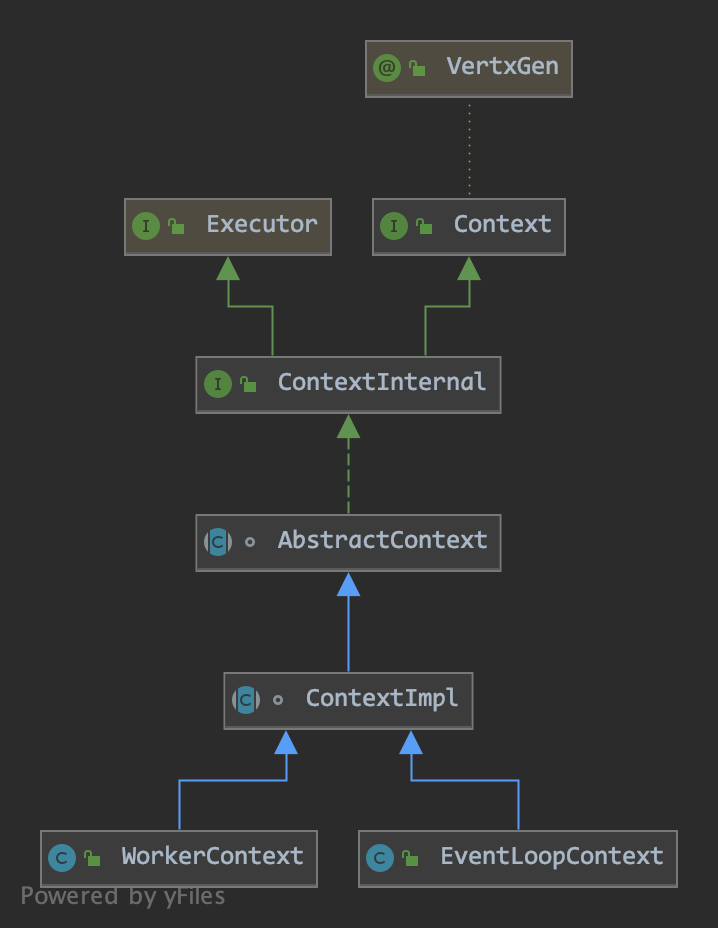 @ VertxGen
I Executor
I Context
I ContextInternal
C AbstractContext
C ContextImpl
C WorkerContext
C EventLoopContext
Powered by yFiles